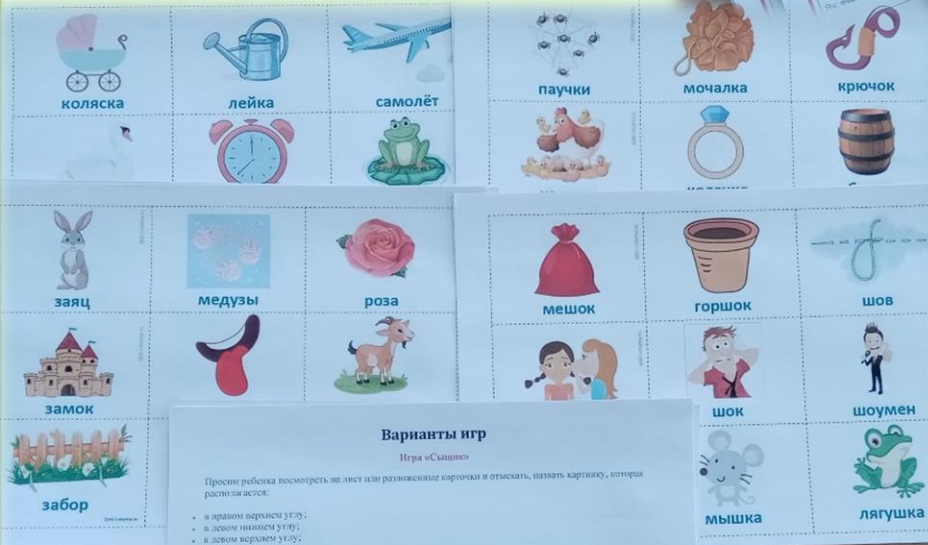 коляска
лейка
самолёт
паучки
мочалка
крючок
заяц
медузы
роза
замок
забор
мешок
горшок
шов
шок
шоумен
мышка
лягушка
Варианты игр
Игра «Сыщик»
Просим ребенка посмотреть на лист или разложенные карточки и отыскать, назвать картинку, которая
располагается:
• в правом верхнем углу;
• в левом нижнем углу;
• в левом верхнем углу;